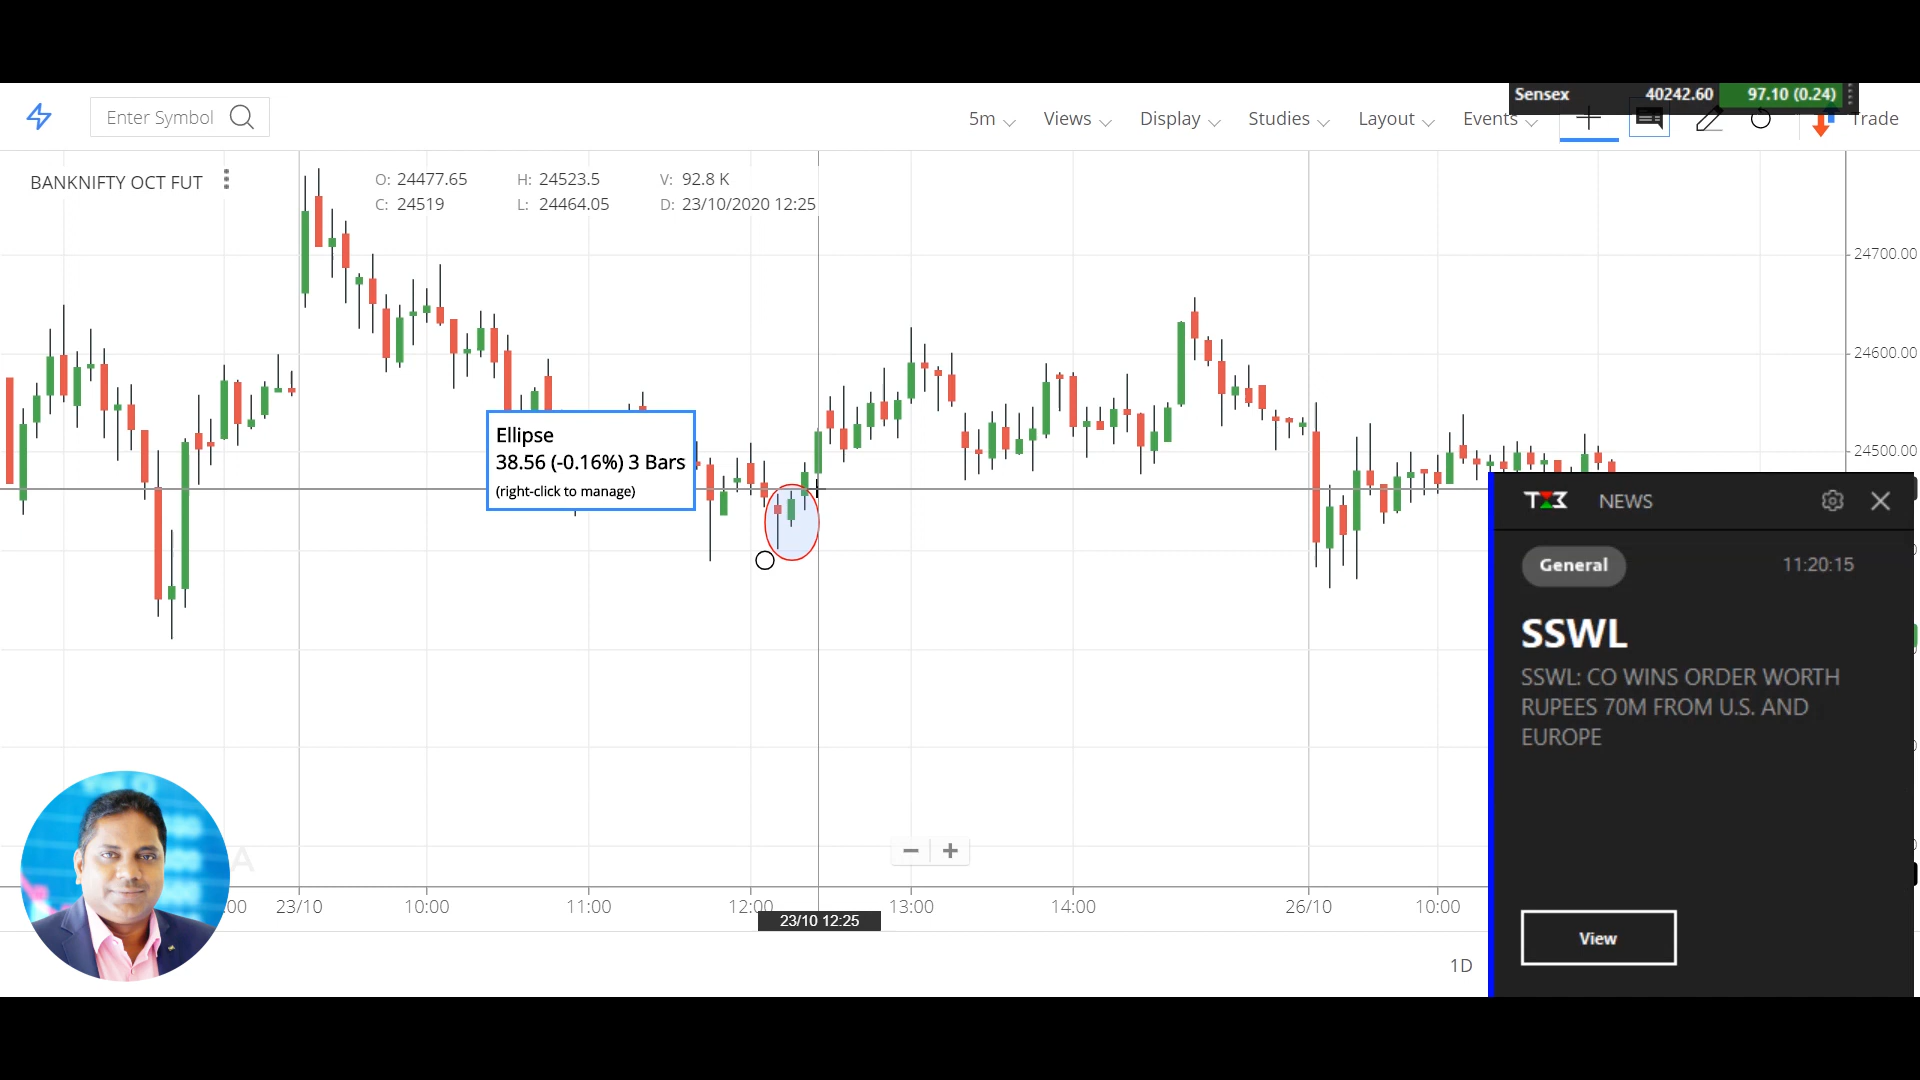 Sensex 40242.60 97.10 (0.24)
Enter Symbol 5m Views Display Studies Layout Events Trade
BANKNIFTY OCT FUT
O: 24477.65 H: 24523.5 V: 92.8 K
C: 24519 L: 24464.05 D: 23/10/2020 12:25
24700.00
24600.00
24500.00
Ellipse
38.56 (-0.16%) 3 Bars
(right-click to manage)
NEWS
General 11:20:15
SSWL
SSWL: CO WINS ORDER WORTH
RUPEES 70M FROM U.S. AND
EUROPE
View
:00 23/10 10:00 11:00 12:00 13:00 14:00 26/10 10:00
23/10 12:25
1D